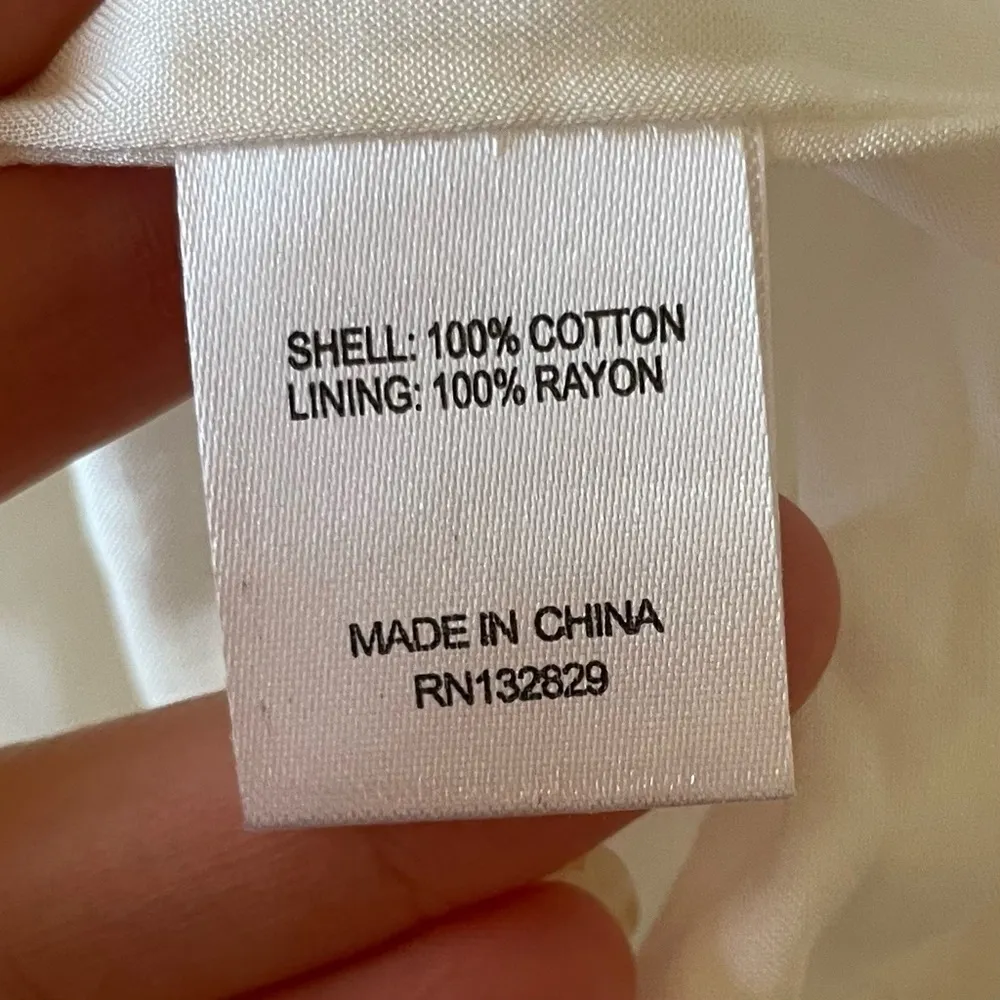 SHELL: 100% COTTON
LINING: 100% RAYON
MADE IN CHINA
RN132829